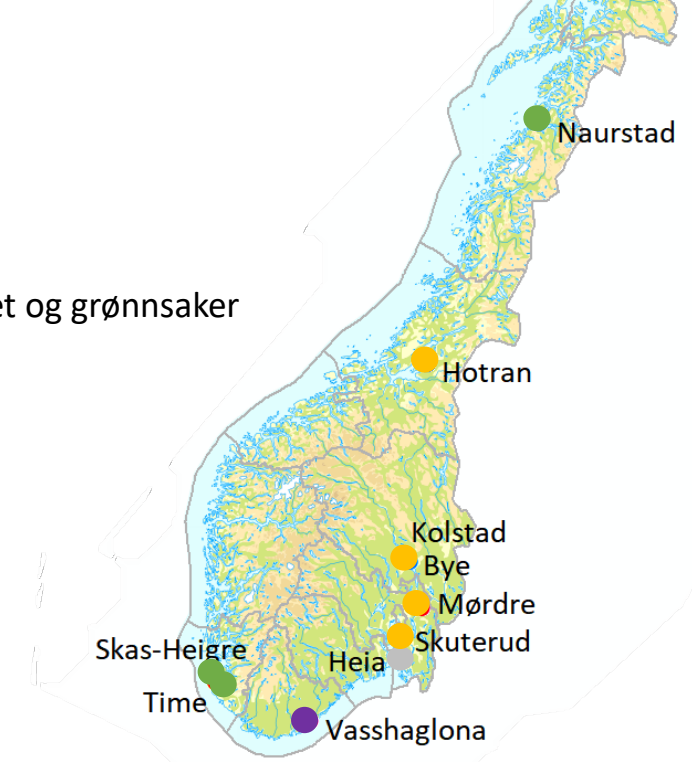 Naurstad
et og grønnsaker
Hotran
Kolstad
Bye
Mørdre
Skuterud
Skas-Heigre
Heia
Time
Vasshaglona